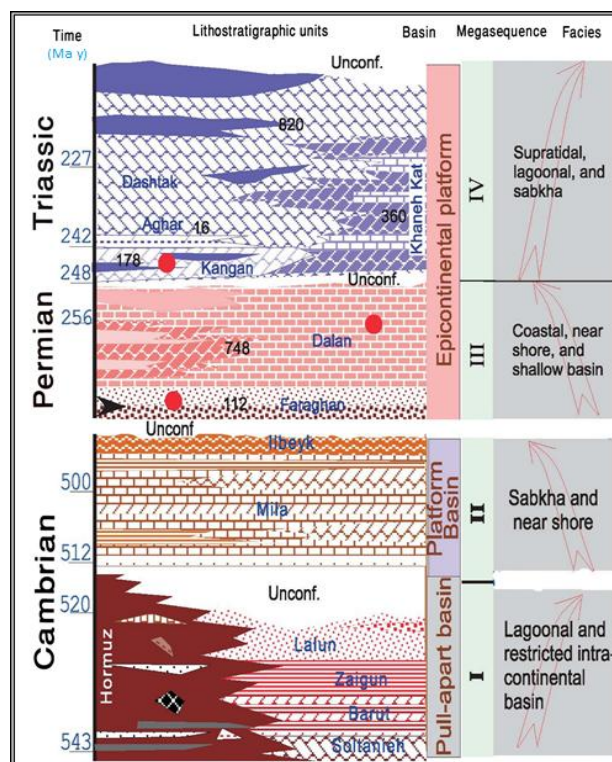 Time
(Ma y)
Lithostratigraphic units
Basin
Megasequence
Facies
Triassic
227
242
248
Unconf.
820
Dashtak
Aghar 16
178
Kangan
360
Khaneh Kat
Unconf.
Epicontinental platform
IV
Supratidal,
lagoonal, and
sabkha
Permian
256
748
Dalan
112
Faraghan
III
Coastal, near
shore, and
shallow basin
Cambrian
500
512
520
543
Unconf
Ilbeyk
Mila
Platform
Basin
II
Sabkha and
near shore
Unconf.
Hormuz
Lalun
Zaigun
Barut
Soltanieh
Pull-apart basin
I
Lagoonal and
restricted intra-
continental
basin